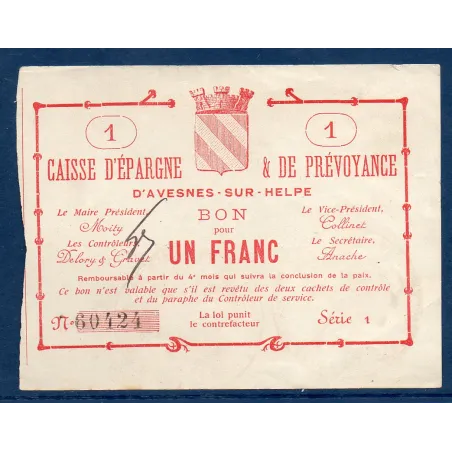 1 1
CAISSE D'ÉPARGNE & DE PRÉVOYANCE
D'AVESNES-SUR-HELPE
Le Maire Président,
Moity
Les Contrôleurs,
Delory & Gravet
BON
pour
UN FRANC
Le Vice-Président,
Collinet
Le Secrétaire,
Anache
Remboursable à partir du 4e mois qui suivra la conclusion de la paix.
Ce bon n'est valable que s'il est revêtu des deux cachets de contrôle
et du paraphe du Contrôleur de service.
No 60424
La loi punit
le contrefacteur
Série 1